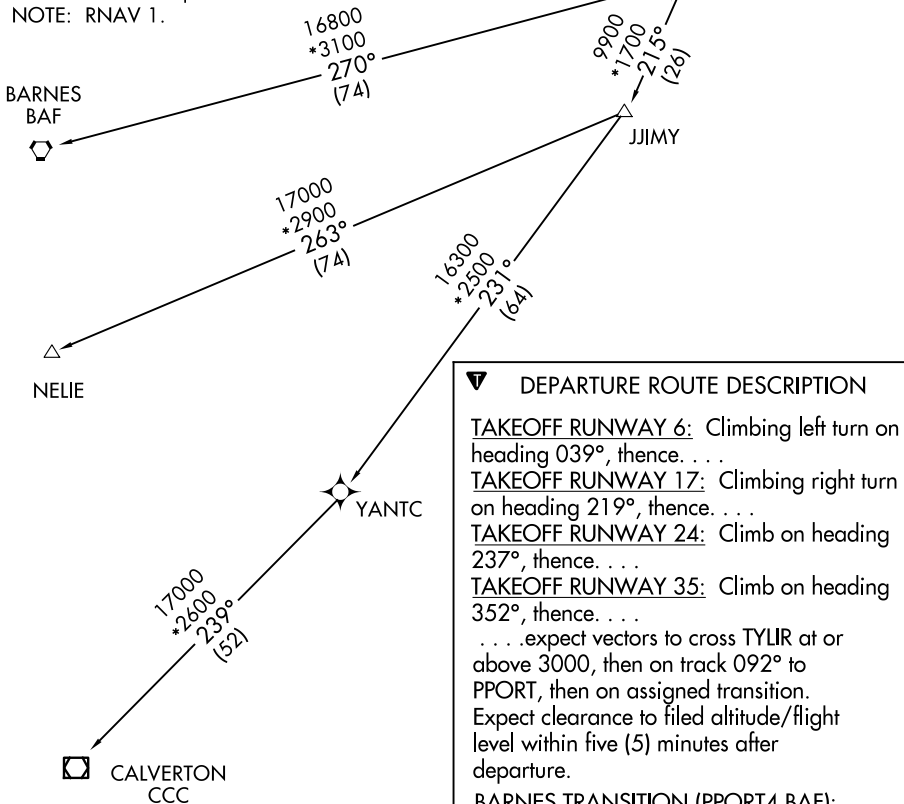 NOTE: RNAV 1.
16800
*3100
270°
(74)
9900
*1700
215°
(26)
BARNES
BAF
JJIMY
17000
*2900
263°
(74)
16300
*2500
231°
(64)
NELIE
T DEPARTURE ROUTE DESCRIPTION
TAKEOFF RUNWAY 6: Climbing left turn on
heading 039°, thence. . . .
TAKEOFF RUNWAY 17: Climbing right turn
on heading 219°, thence. . . .
TAKEOFF RUNWAY 24: Climb on heading
237°, thence. . . .
TAKEOFF RUNWAY 35: Climb on heading
352°, thence. . . .
. . . .expect vectors to cross TYLIR at or
above 3000, then on track 092° to
PPORT, then on assigned transition.
Expect clearance to filed altitude/flight
level within five (5) minutes after
departure.
BARNES TRANSITION (PPORT4.BAF):
YANTC
17000
*2600
239°
(52)
CALVERTON
CCC